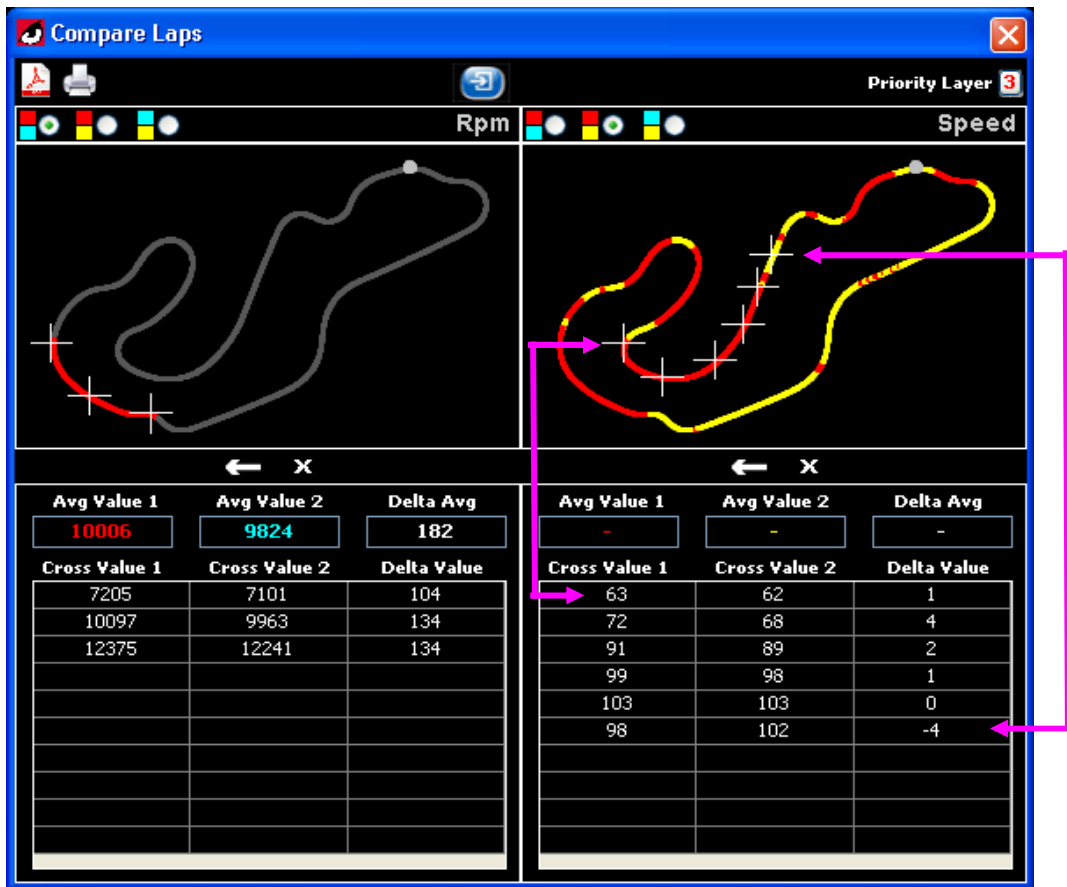 Compare Laps
Priority Layer 3
Rpm
Speed
X
X
Avg Value 1 Avg Value 2 Delta Avg
10006 9824 182
Cross Value 1 Cross Value 2 Delta Value
7205 7101 104
10097 9963 134
12375 12241 134
Avg Value 1 Avg Value 2 Delta Avg
- - -
Cross Value 1 Cross Value 2 Delta Value
63 62 1
72 68 4
91 89 2
99 98 1
103 103 0
98 102 -4